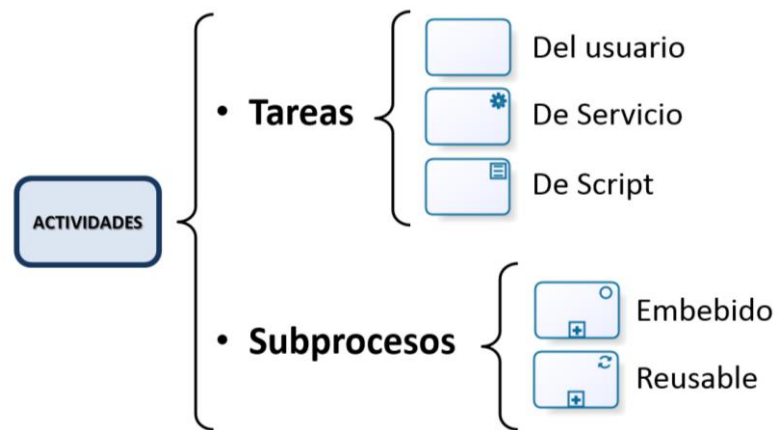 ACTIVIDADES
• Tareas
Del usuario
De Servicio
De Script
• Subprocesos
Embebido
Reusable